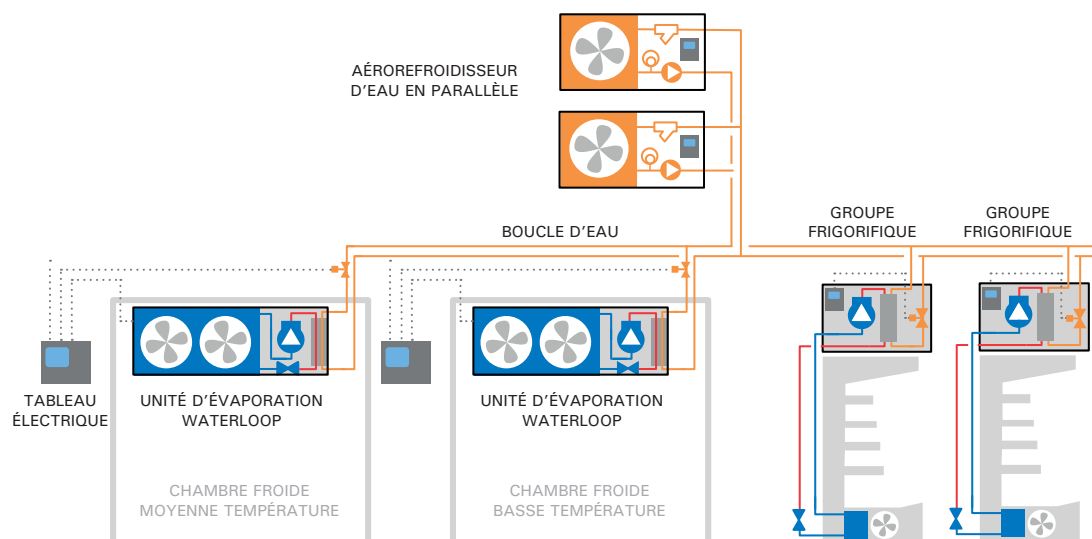 AÉROREFROIDISSEUR
D'EAU EN PARALLÈLE
BOUCLE D'EAU
GROUPE
FRIGORIFIQUE
GROUPE
FRIGORIFIQUE
TABLEAU
ÉLECTRIQUE
UNITÉ D'ÉVAPORATION
WATERLOOP
UNITÉ D'ÉVAPORATION
WATERLOOP
CHAMBRE FROIDE
MOYENNE TEMPÉRATURE
CHAMBRE FROIDE
BASSE TEMPÉRATURE